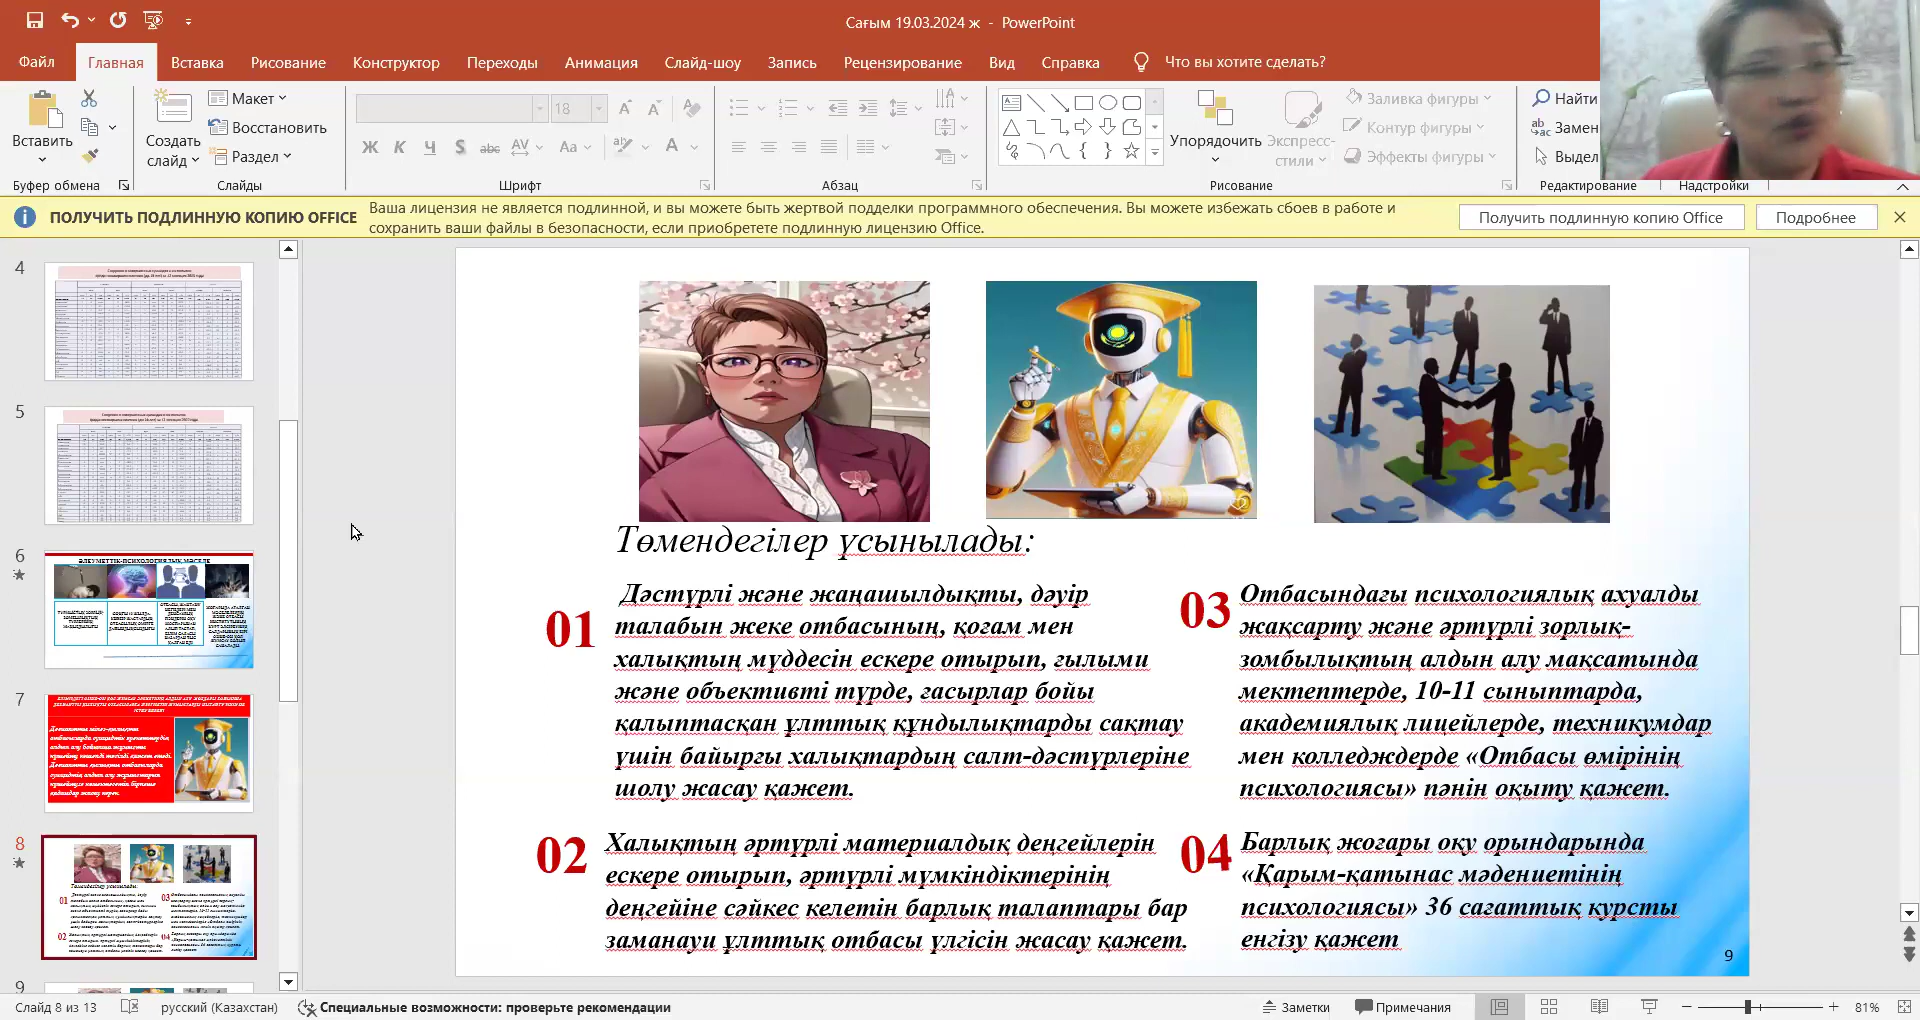 Сағым 19.03.2024 ж - PowerPoint
Файл Главная Вставка Рисование Конструктор Переходы Анимация Слайд-шоу Запись Рецензирование Вид Справка Что вы хотите сделать?
Вставить
Буфер обмена
Создать слайд
Макет
Восстановить
Раздел
Слайды
18
Ж К Ч S abc AV Aa А
Шрифт
Абзац
Упорядочить
Экспресс-стили
Заливка фигуры
Контур фигуры
Эффекты фигуры
Рисование
Найти
Замен
Выдел
Редактирование
Надстройки
ПОЛУЧИТЬ ПОДЛИННУЮ КОПИЮ OFFICE
Ваша лицензия не является подлинной, и вы можете быть жертвой подделки программного обеспечения. Вы можете избежать сбоев в работе и
сохранить ваши файлы в безопасности, если приобретете подлинную лицензию Office.
Получить подлинную копию Office
Подробнее
4
5
6
7
8
9
Төмендегілер ұсынылады:
01
Дәстүрлі және жаңашылдықты, дәуір
талабын жеке отбасының, қоғам мен
халықтың мүддесін ескере отырып, ғылыми
және объективті түрде, ғасырлар бойы
қалыптасқан ұлттық құндылықтарды сақтау
үшін байырғы халықтардың салт-дәстүрлеріне
шолу жасау қажет.
02
Халықтың әртүрлі материалдық деңгейлерін
ескере отырып, әртүрлі мүмкіндіктерінің
деңгейіне сәйкес келетін барлық талаптары бар
заманауи ұлттық отбасы үлгісін жасау қажет.
03
Отбасындағы психологиялық ахуалды
жақсарту және әртүрлі зорлық-
зомбылықтың алдын алу мақсатында
мектептерде, 10-11 сыныптарда,
академиялық лицейлерде, техникумдар
мен колледждерде «Отбасы өмірінің
психологиясы» пәнін оқыту қажет.
04
Барлық жоғары оқу орындарында
«Қарым-қатынас мәдениетінің
психологиясы» 36 сағаттық курсты
енгізу қажет
9
Слайд 8 из 13 русский (Казахстан) Специальные возможности: проверьте рекомендации Заметки Примечания 81%